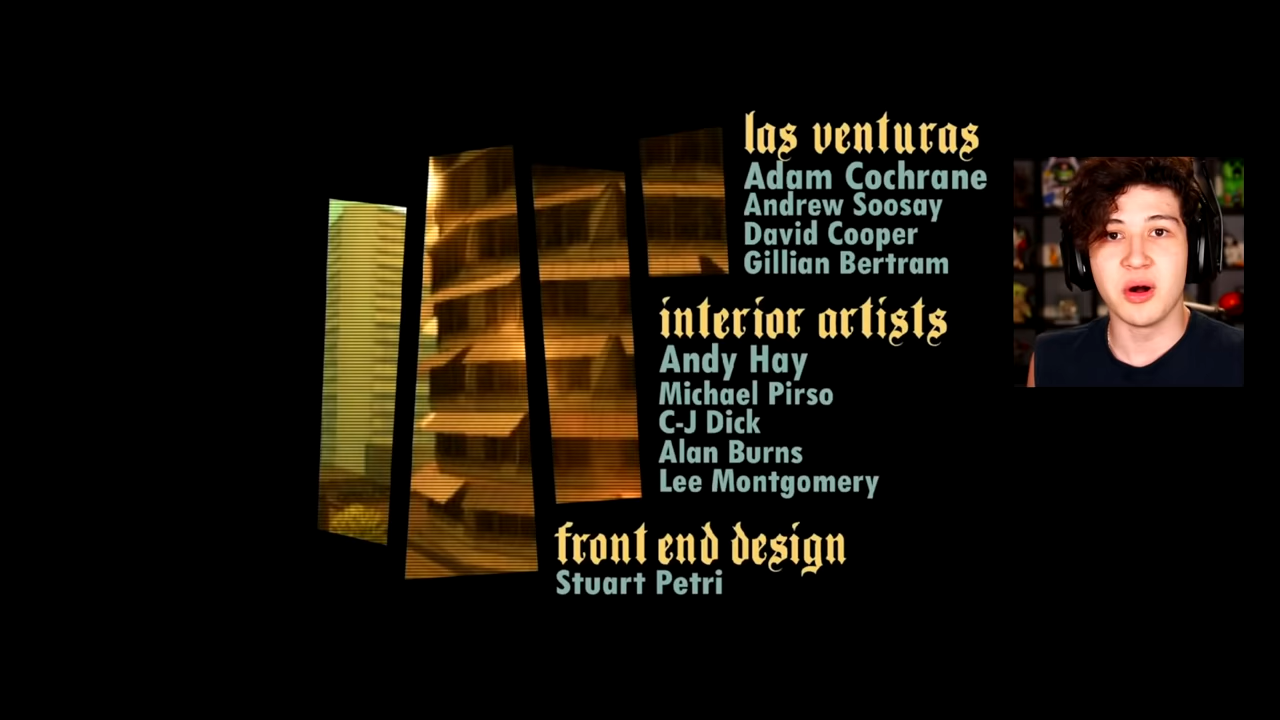 las venturas
Adam Cochrane
Andrew Soosay
David Cooper
Gillian Bertram
interior artists
Andy Hay
Michael Pirso
C-J Dick
Alan Burns
Lee Montgomery
front end design
Stuart Petri